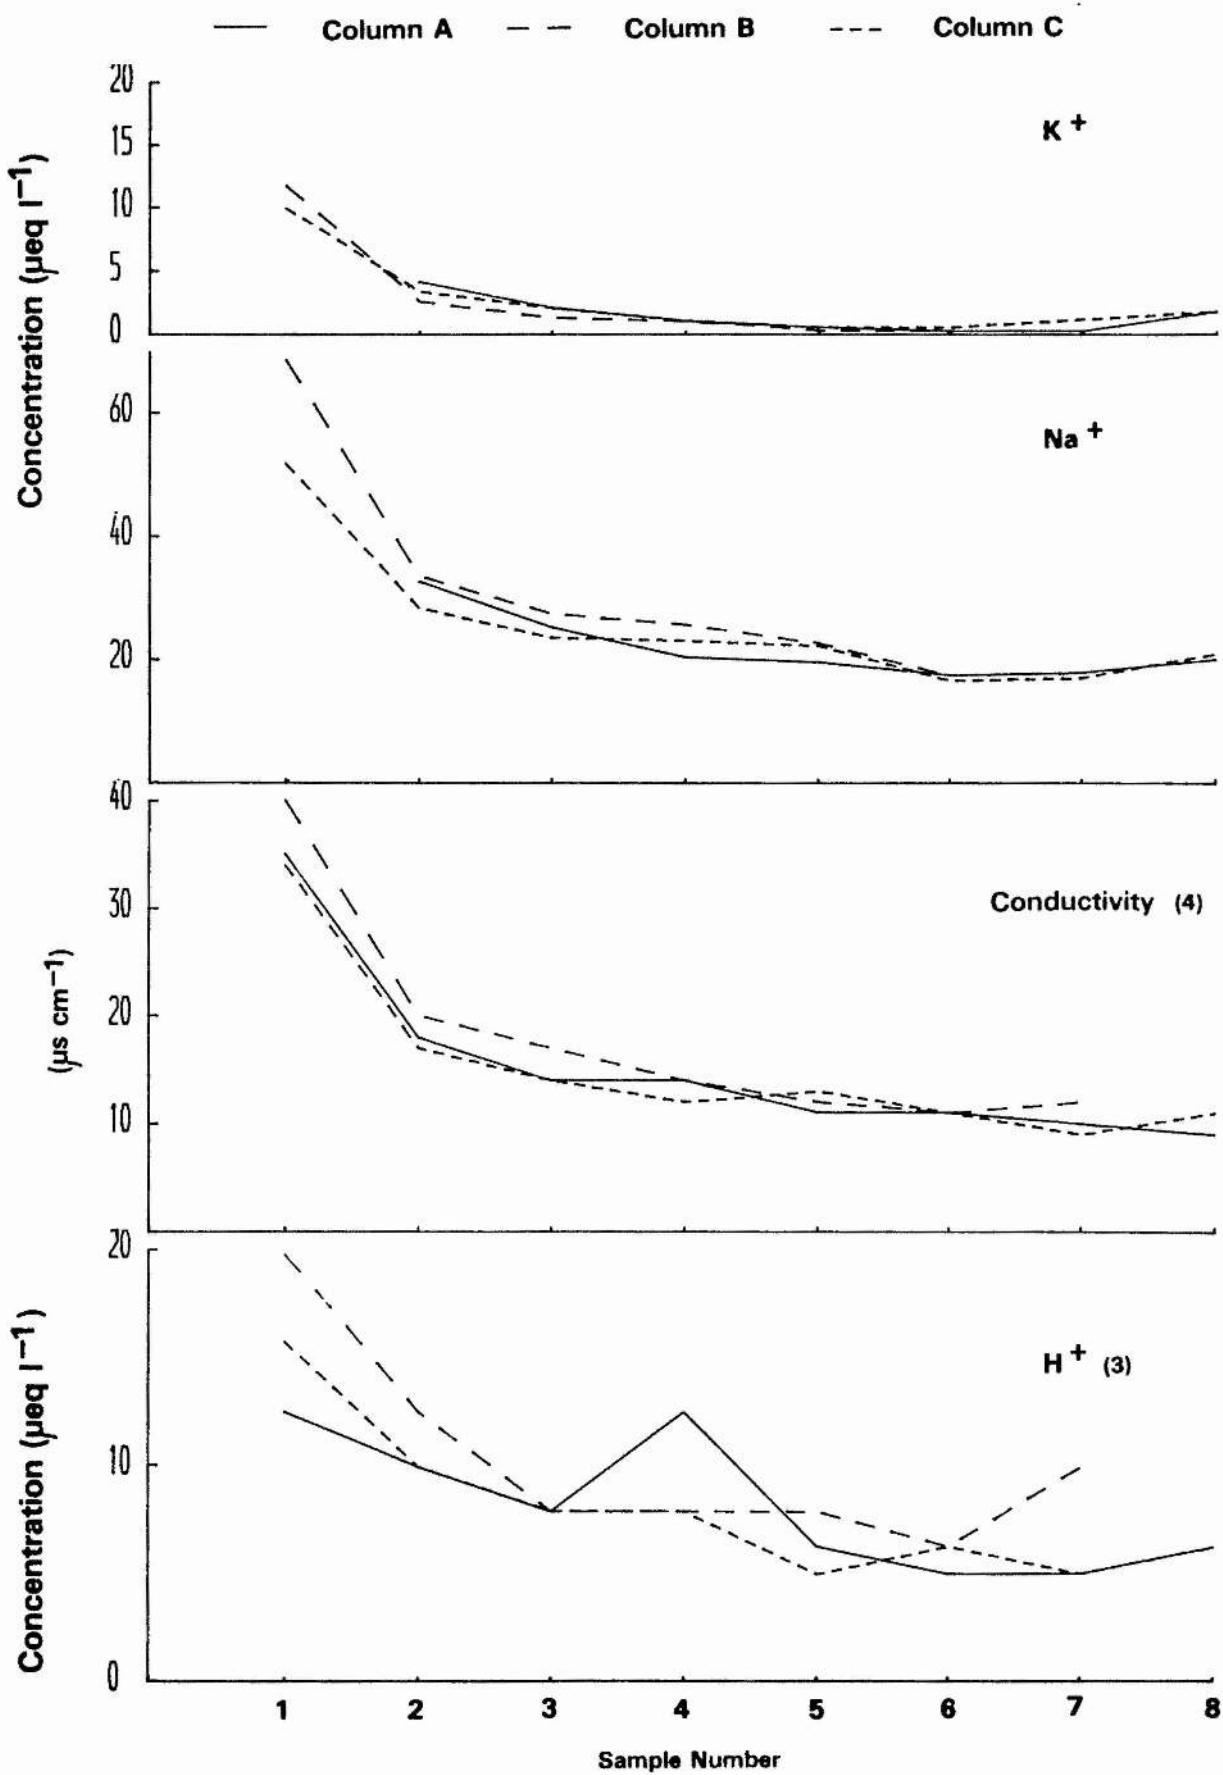 Column A Column B Column C
20
15
10
5
0
K+
60
40
20
Na+
Concentration (µeq l⁻¹)
40
30
20
10
Conductivity (4)
(µs cm⁻¹)
20
10
0
H+ (3)
Concentration (µeq l⁻¹)
1 2 3 4 5 6 7 8
Sample Number